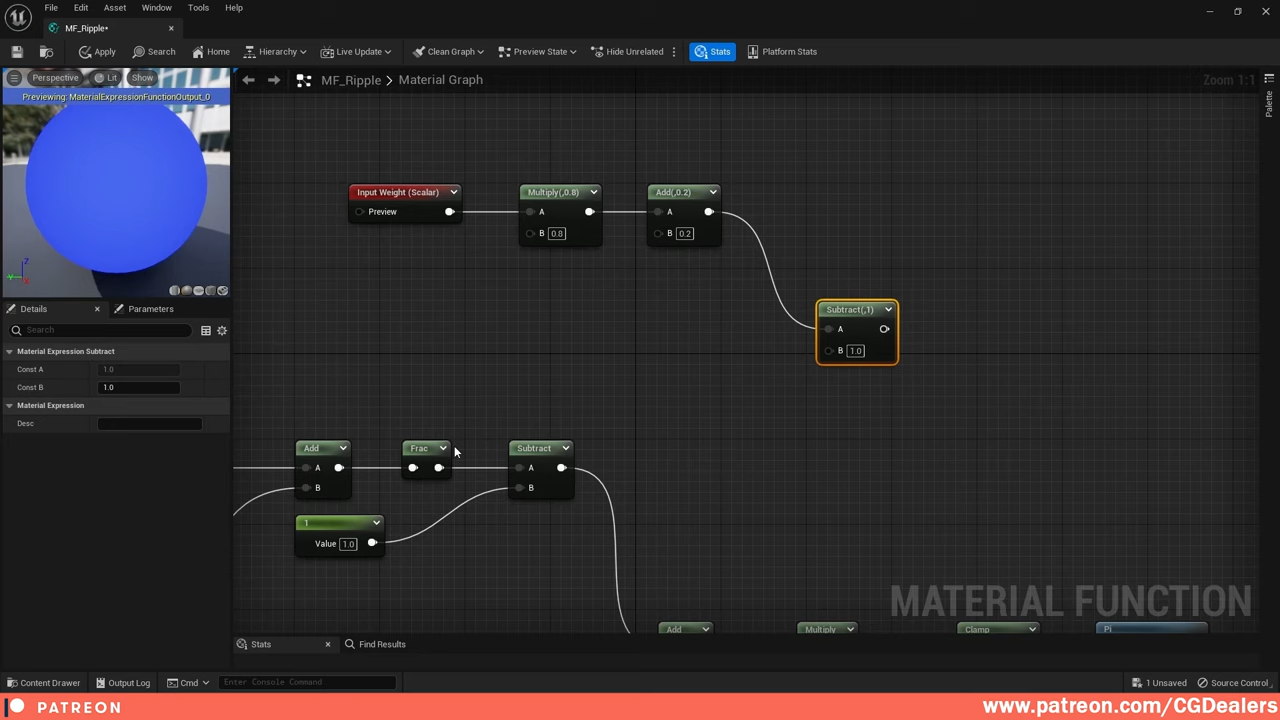 File Edit Asset Window Tools Help
MF_Ripple*
Apply Search Home Hierarchy Live Update Clean Graph Preview State Hide Unrelated Stats Platform Stats
Perspective Lit Show
Previewing: MaterialExpressionFunctionOutput_0
MF_Ripple Material Graph
Zoom 1:1
Palette
Input Weight (Scalar)
Preview
Multiply(,0.8)
A
B 0.8
Add(,0.2)
A
B 0.2
Z
Y
X
Details Parameters
Search
Material Expression Subtract
Const A 1.0
Const B 1.0
Material Expression
Desc
Subtract(,1)
A
B 1.0
Add
A
B
Frac
Subtract
A
B
1
Value 1.0
MATERIAL FUNCTION
Add Multiply Clamp Pi
Stats Find Results
Content Drawer Output Log Cmd Enter Console Command 1 Unsaved Source Control
PATREON www.patreon.com/CGDealers